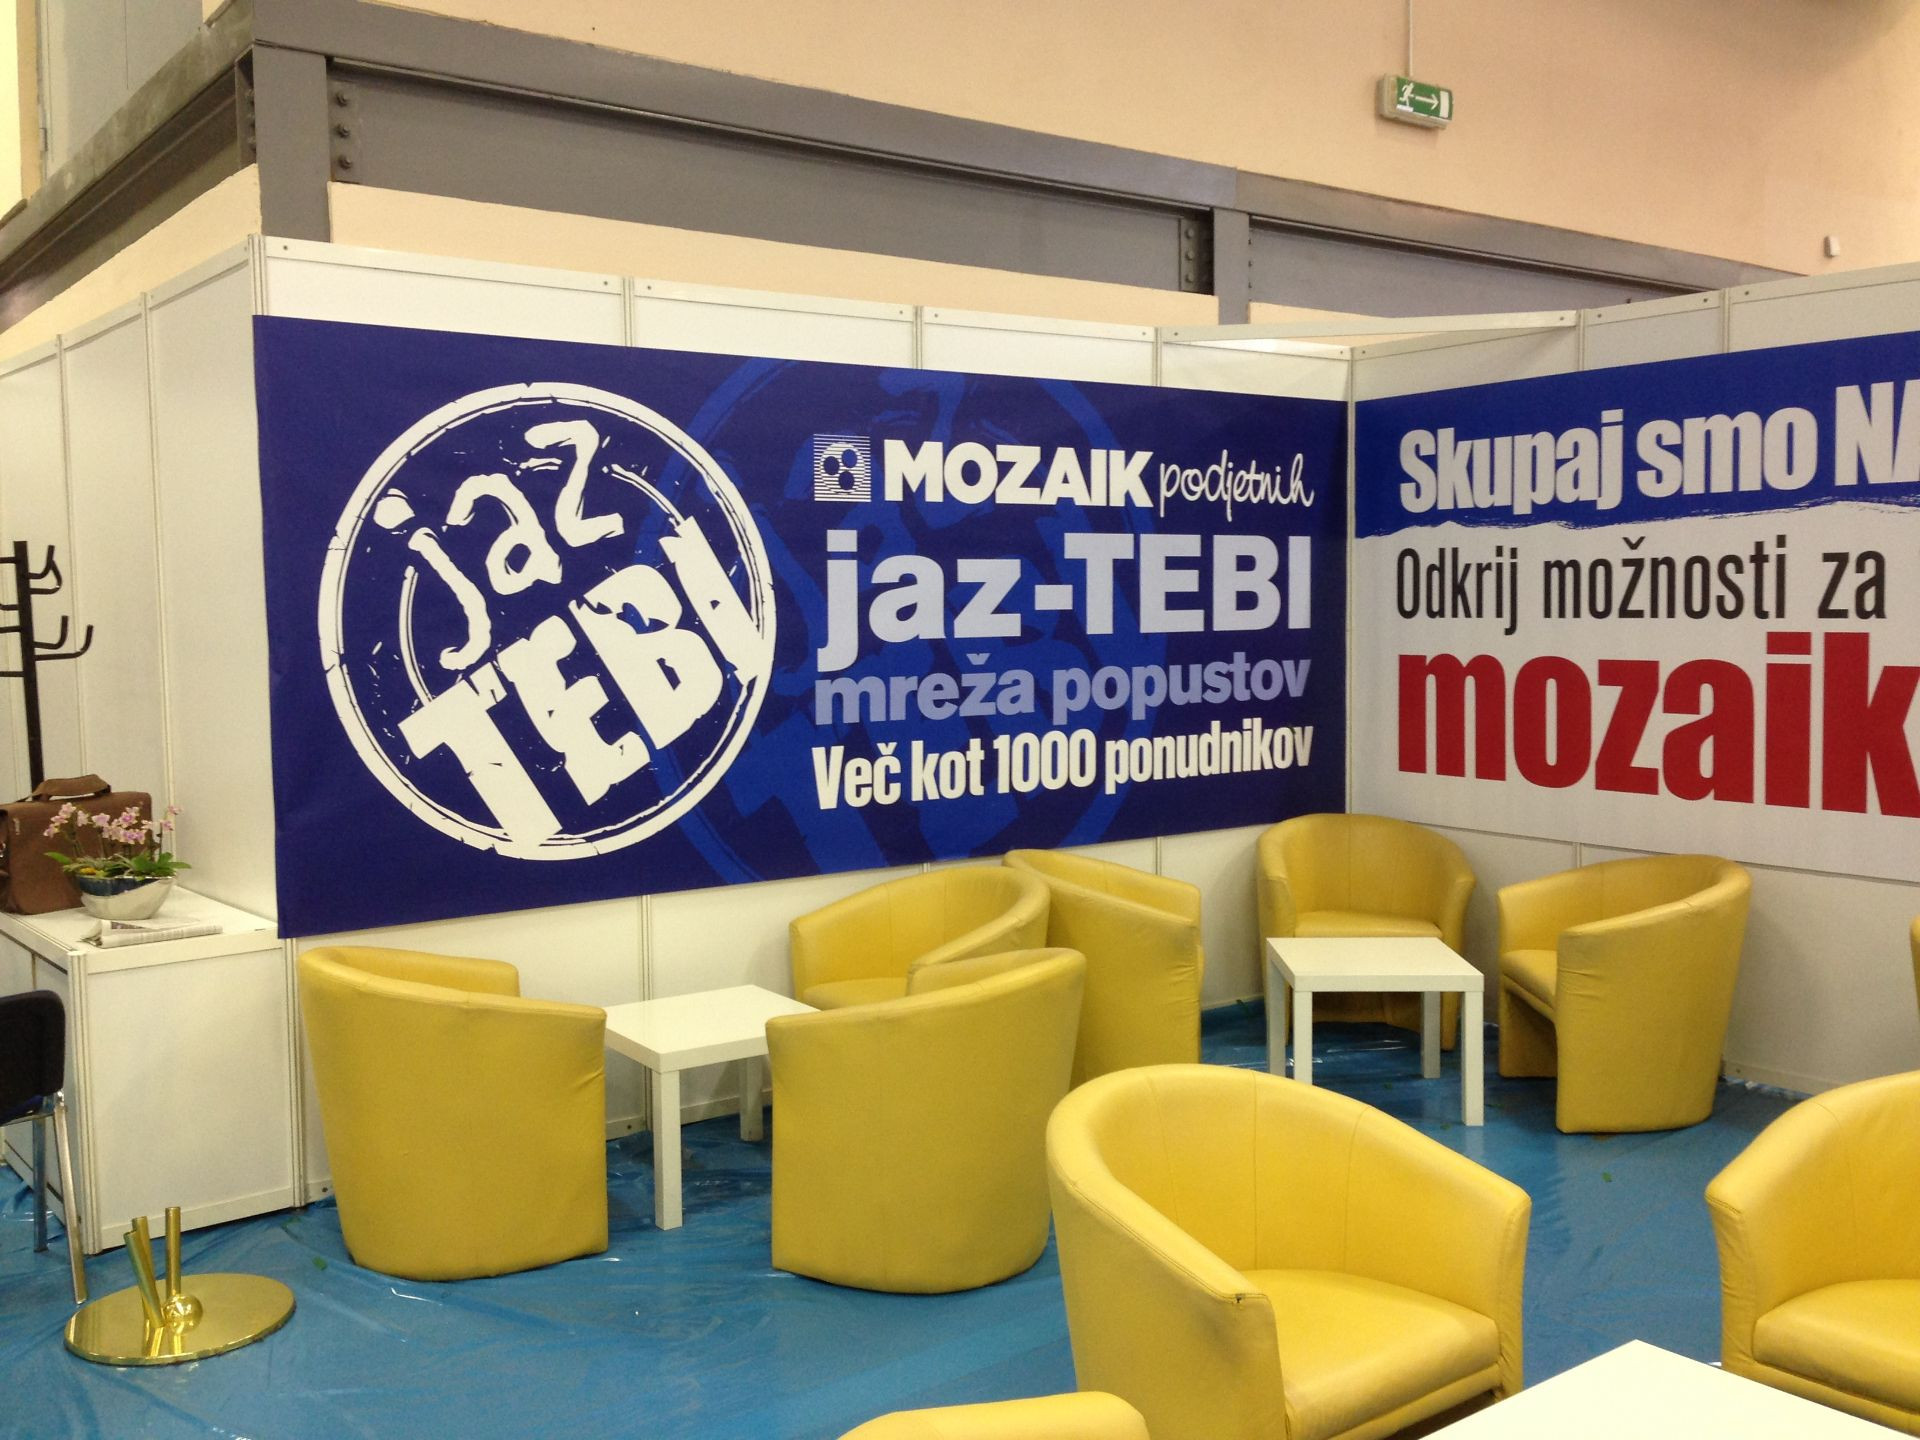 jaz
TEBI
MOZAIK podjetnih
jaz-TEBI
mreža popustov
Več kot 1000 ponudnikov
Skupaj smo
Odkrij možnosti za
mozaik